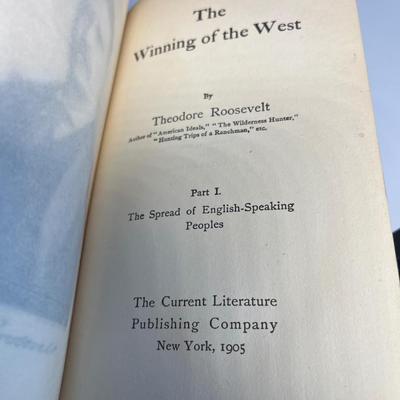 The
Winning of the West
By
Theodore Roosevelt
Author of "American Ideals," "The Wilderness Hunter,"
"Hunting Trips of a Ranchman," etc.
Part I.
The Spread of English-Speaking
Peoples
The Current Literature
Publishing Company
New York, 1905